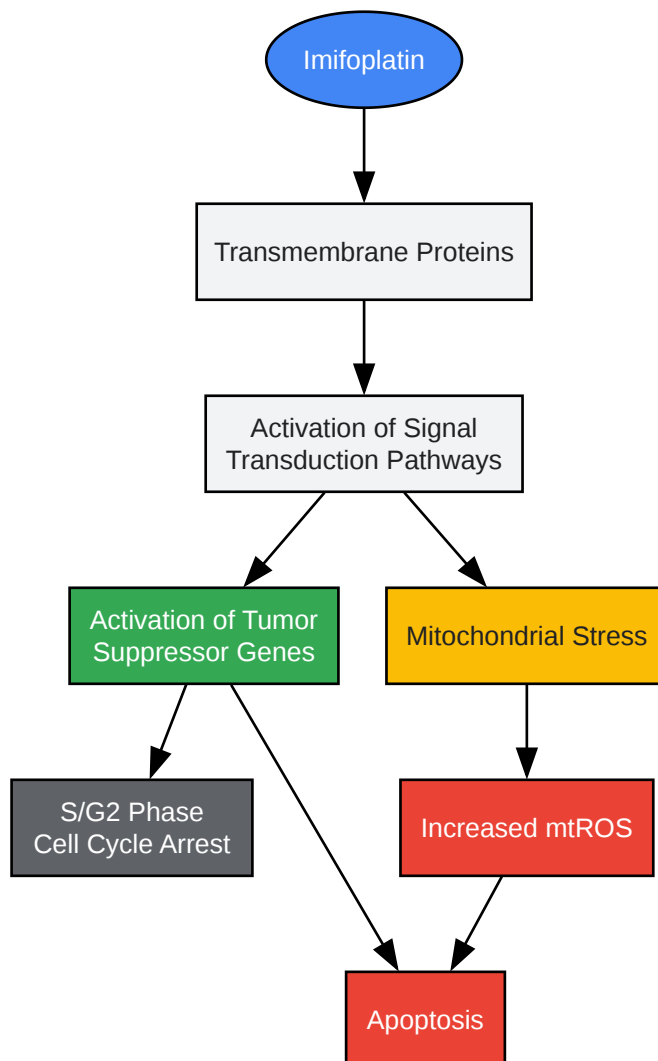 Imifoplatin
Transmembrane Proteins
Activation of Signal
Transduction Pathways
Activation of Tumor
Suppressor Genes
Mitochondrial Stress
S/G2 Phase
Cell Cycle Arrest
Increased mtROS
Apoptosis